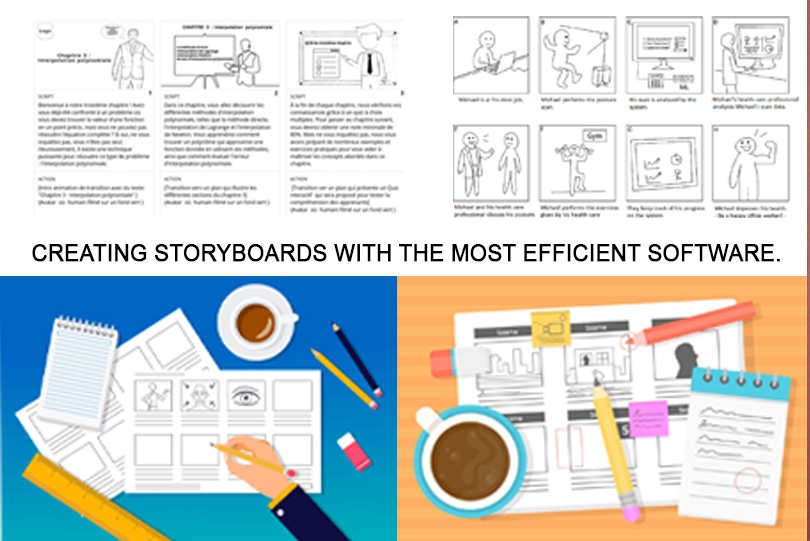 Logo
Chapitre 3 :
Interpolation polynomiale
1
SCRIPT
Bienvenue à notre troisième chapitre ! Avez-
vous déjà été confronté à un problème où
vous devez trouver la valeur d'une fonction
en un point précis, mais vous ne pouvez pas
résoudre l'équation complète ? Si oui, ne vous
inquiétez pas, vous n'êtes pas seul.
Heureusement, il existe une technique
puissante pour résoudre ce type de problème
: l'interpolation polynomiale.
ACTION
(Intro animation de transition avec du texte
"Chapitre 3 : Interpolation polynomiale" )
(Avatar où humain filmé sur un fond vert )
CHAPITRE 3 : Interpolation polynomiale
2
SCRIPT
Dans ce chapitre, vous allez découvrir les
différentes méthodes d'interpolation
polynomiale, telles que la méthode directe,
l'interpolation de Lagrange et l'interpolation
de Newton. Vous apprendrez comment
trouver un polynôme qui approxime une
fonction donnée en utilisant ces méthodes,
ainsi que comment évaluer l'erreur
d'interpolation polynomiale.
ACTION
(Transition vers un plan qui illustre les
différentes sections du chapitre 3)
(Avatar où humain filmé sur un fond vert )
3
SCRIPT
À la fin de chaque chapitre, nous vérifions vos
connaissances grâce à un quiz à choix
multiples. Pour passer au chapitre suivant,
vous devez obtenir une note minimale de
80%. Mais ne vous inquiétez pas, nous vous
avons préparé de nombreux exemples et
exercices pratiques pour vous aider à
maîtriser les concepts abordés dans ce
chapitre.
ACTION
(Transition vers un plan qui présente un Quiz
interactif qui sera proposé pour tester la
compréhension des apprenants)
(Avatar où humain filmé sur un fond vert )
A
B
C
D
Michael is at his desk job.
Michael performs the posture
scan.
His scan is analyzed by the
system.
Michael's health care professional
analyzes Michael's scan data.
E
F
Gym
G
H
Michael and his health care
professional discuss his posture.
Michael performs the exercises
given by his health care
They keep track of his progress
on the system.
Michael improves his health.
- Be a happy office worker! -
CREATING STORYBOARDS WITH THE MOST EFFICIENT SOFTWARE.
Scene
Scene